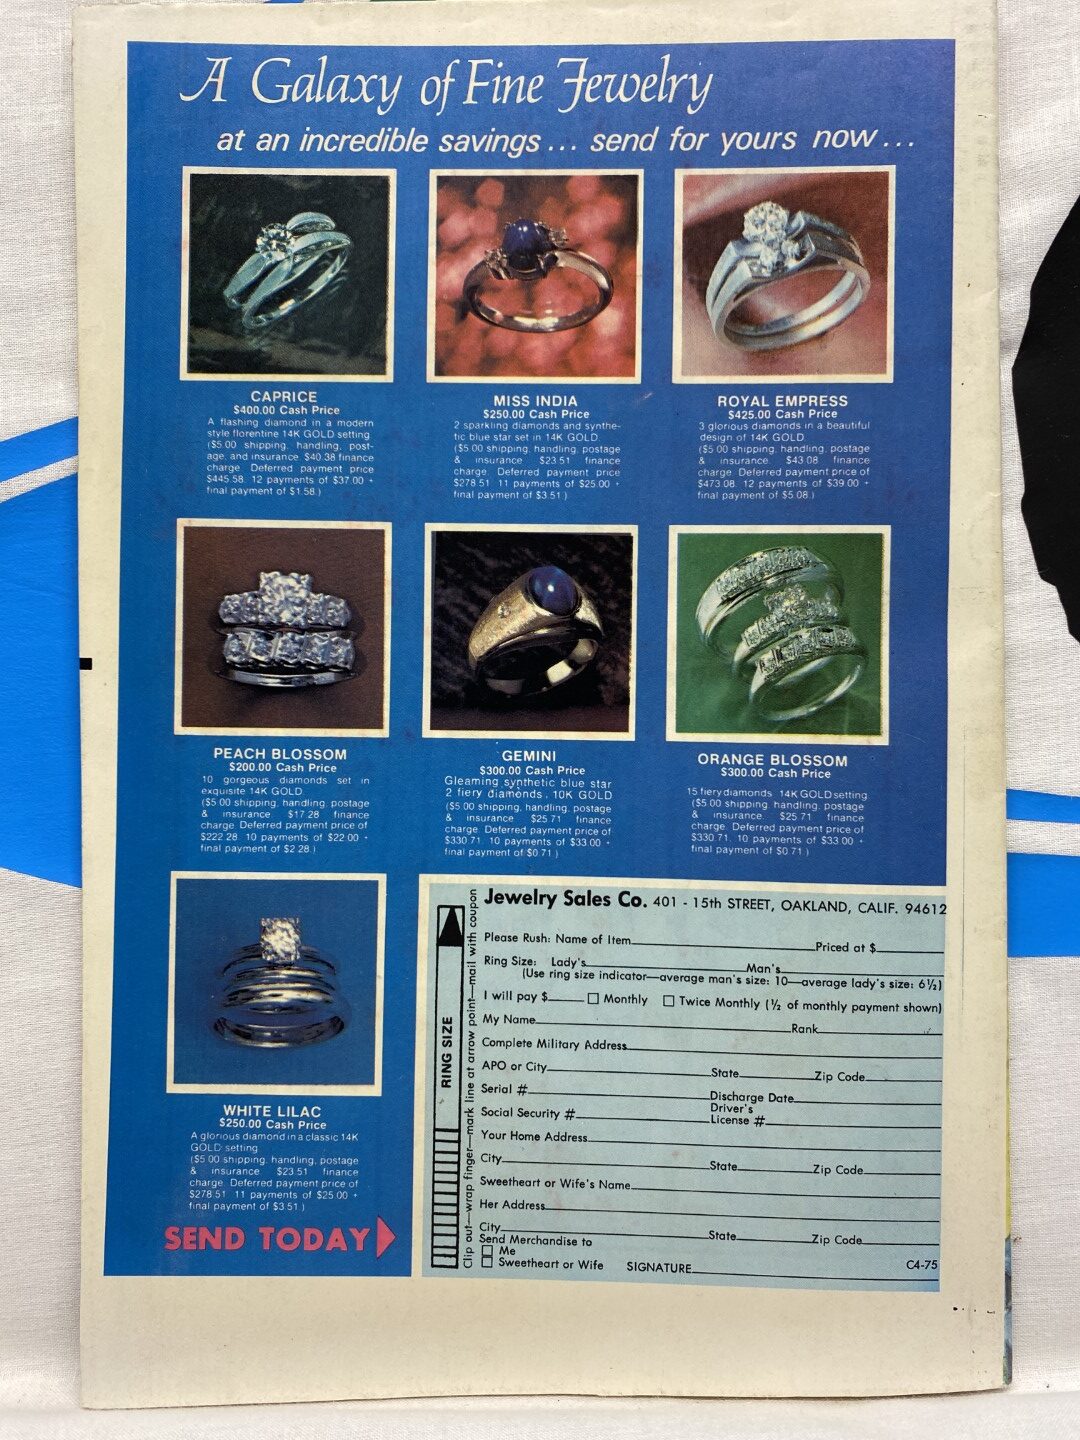 A Galaxy of Fine Jewelry
at an incredible savings... send for yours now...
CAPRICE
$400.00 Cash Price
A flashing diamond in a modern
style florentine 14K GOLD setting
($5.00 shipping, handling, post-
age, and insurance $40.38 finance
charge. Deferred payment price
$445.58. 12 payments of $37.00 +
final payment of $1.58.)
MISS INDIA
$250.00 Cash Price
2 sparkling diamonds and synthe-
tic blue star set in 14K GOLD.
($5.00 shipping, handling, postage
& insurance. $23.51 finance
charge. Deferred payment price
$278.51 11 payments of $25.00 +
final payment of $3.51.)
ROYAL EMPRESS
$425.00 Cash Price
3 glorious diamonds in a beautiful
design of 14K GOLD
($5.00 shipping, handling, postage
& insurance. $43.08 finance
charge. Deferred payment price of
$473.08. 12 payments of $39.00 +
final payment of $5.08.)
PEACH BLOSSOM
$200.00 Cash Price
10 gorgeous diamonds set in
exquisite 14K GOLD.
($5.00 shipping, handling, postage
& insurance. $17.28 finance
charge. Deferred payment price of
$222.28. 10 payments of $22.00 +
final payment of $2.28.)
GEMINI
$300.00 Cash Price
Gleaming synthetic blue star
2 fiery diamonds, 10K GOLD
($5.00 shipping, handling, postage
& insurance. $25.71 finance
charge. Deferred payment price of
$330.71. 10 payments of $33.00 +
final payment of $0.71.)
ORANGE BLOSSOM
$300.00 Cash Price
15 fiery diamonds 14K GOLD setting
($5.00 shipping, handling, postage
& insurance. $25.71 finance
charge. Deferred payment price of
$330.71. 10 payments of $33.00 +
final payment of $0.71.)
WHITE LILAC
$250.00 Cash Price
A glorious diamond in a classic 14K
GOLD setting
($5.00 shipping, handling, postage
& insurance $23.51 finance
charge. Deferred payment price of
$278.51 11 payments of $25.00 +
final payment of $3.51.)
SEND TODAY
RING SIZE
Clip out—wrap finger—mark line at arrow point—mail with coupon
Jewelry Sales Co. 401 - 15th STREET, OAKLAND, CALIF. 94612
Please Rush: Name of Item Priced at $
Ring Size: Lady's Man's
(Use ring size indicator—average man's size: 10—average lady's size: 6½)
I will pay $ Monthly Twice Monthly (½ of monthly payment shown)
My Name Rank
Complete Military Address
APO or City State Zip Code
Serial # Discharge Date
Social Security # Driver's License #
Your Home Address
City State Zip Code
Sweetheart or Wife's Name
Her Address
City State Zip Code
Send Merchandise to
Me
Sweetheart or Wife SIGNATURE C4-75